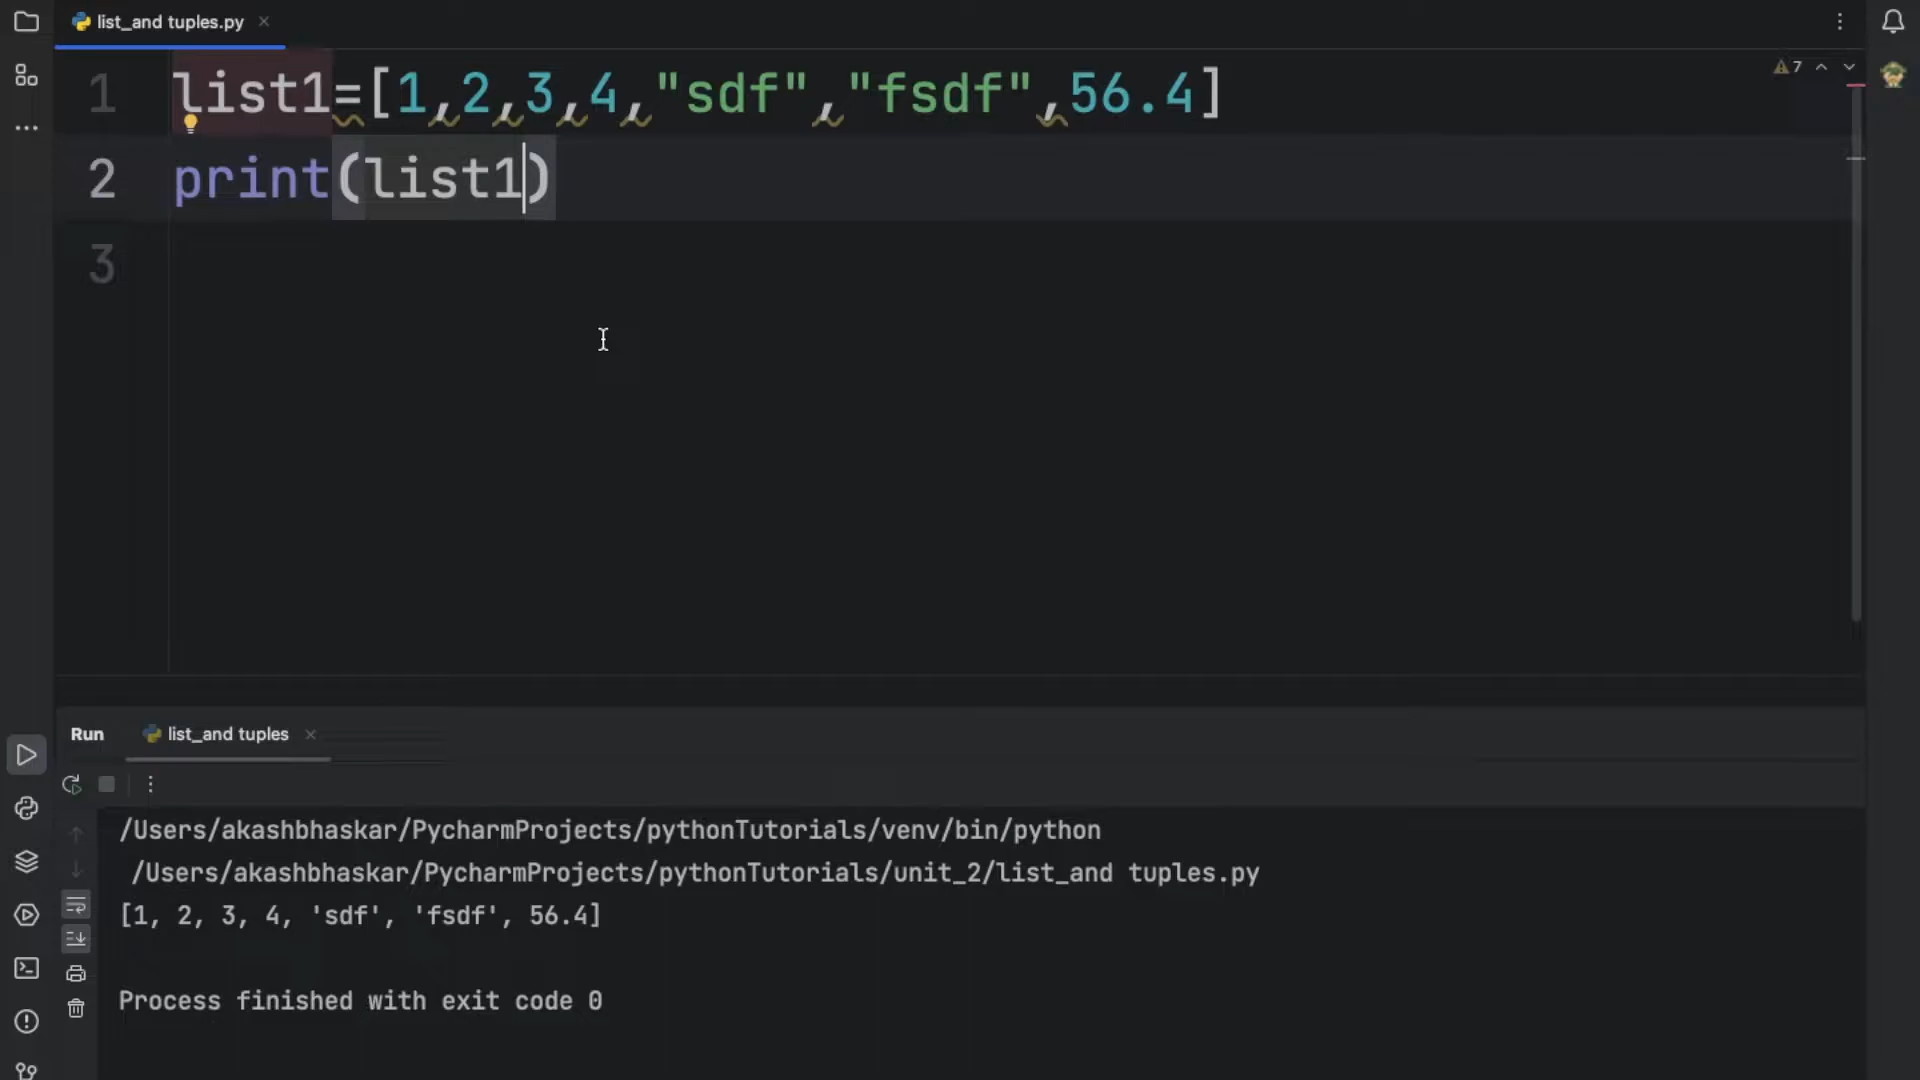 list_and tuples.py
7
1 list1=[1,2,3,4,"sdf","fsdf",56.4]
2 print(list1)
3
Run list_and tuples
/Users/akashbhaskar/PycharmProjects/pythonTutorials/venv/bin/python
/Users/akashbhaskar/PycharmProjects/pythonTutorials/unit_2/list_and tuples.py
[1, 2, 3, 4, 'sdf', 'fsdf', 56.4]
Process finished with exit code 0